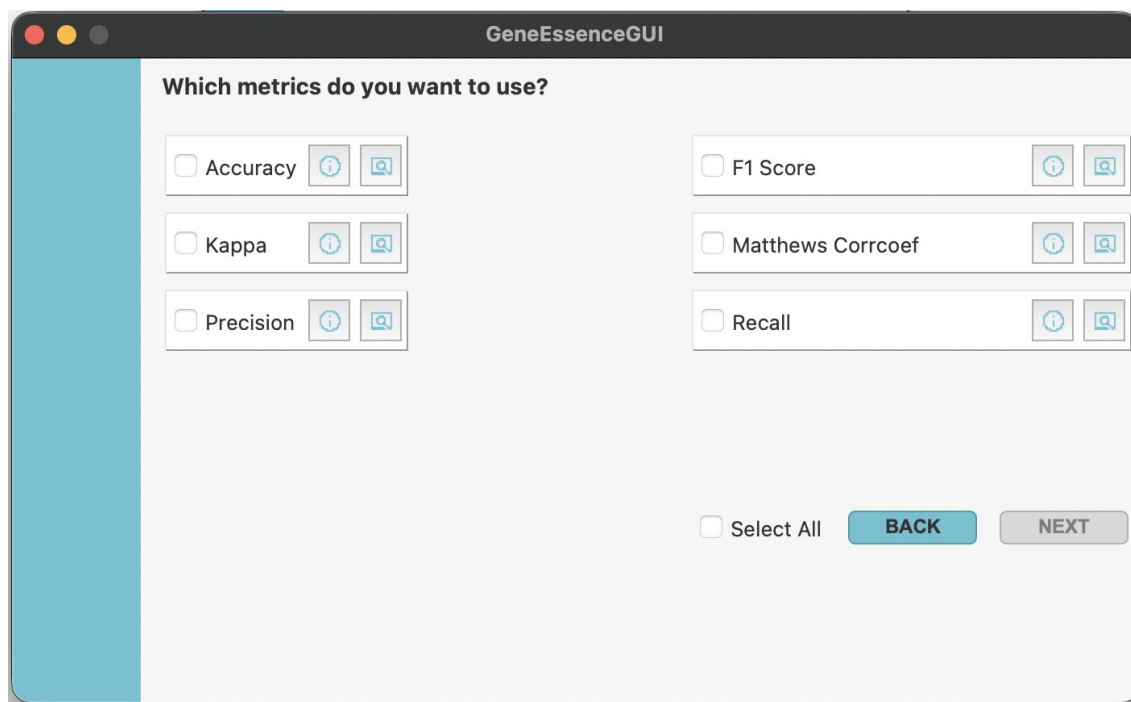 GeneEssenceGUI
Which metrics do you want to use?
Accuracy
F1 Score
Kappa
Matthews Corrcoef
Precision
Recall
Select All
BACK
NEXT